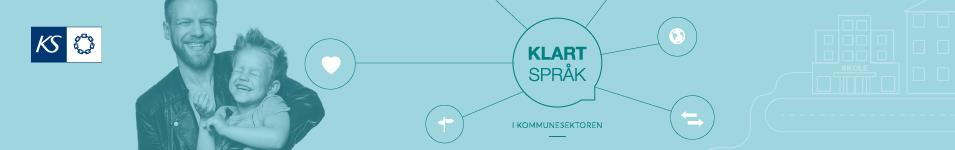 KS
KLART
SPRÅK
I KOMMUNESEKTOREN
SKOLE